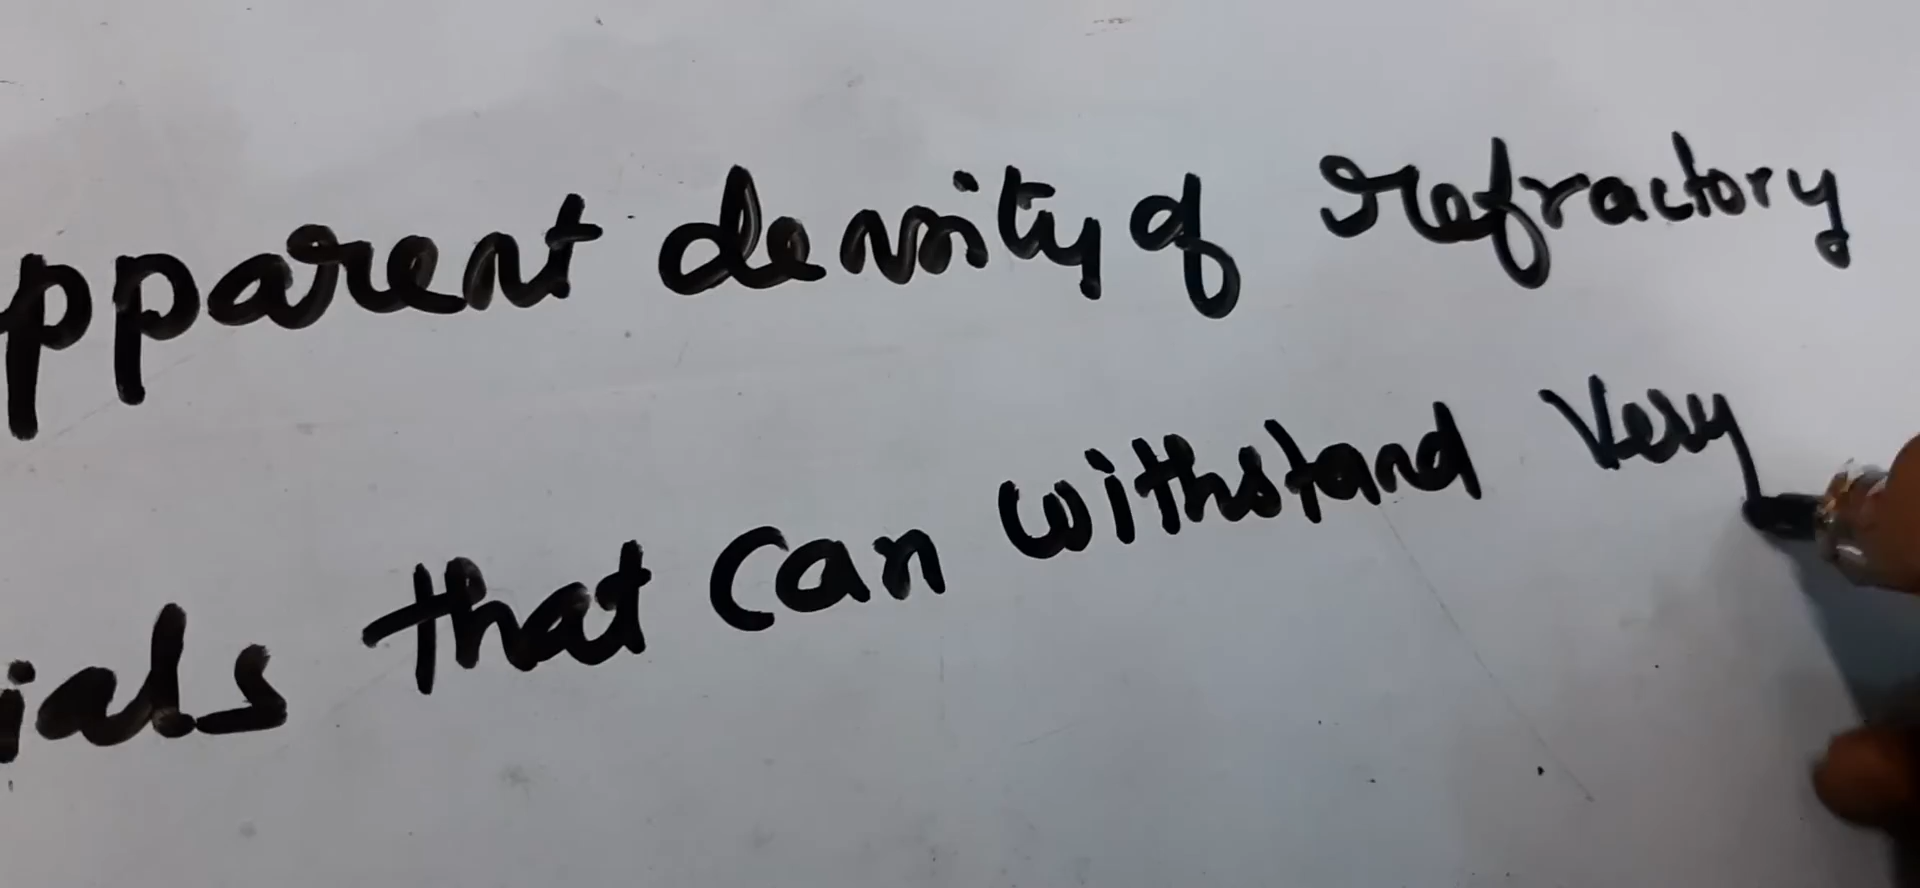 pparent density of refractory
ials that can withstand very